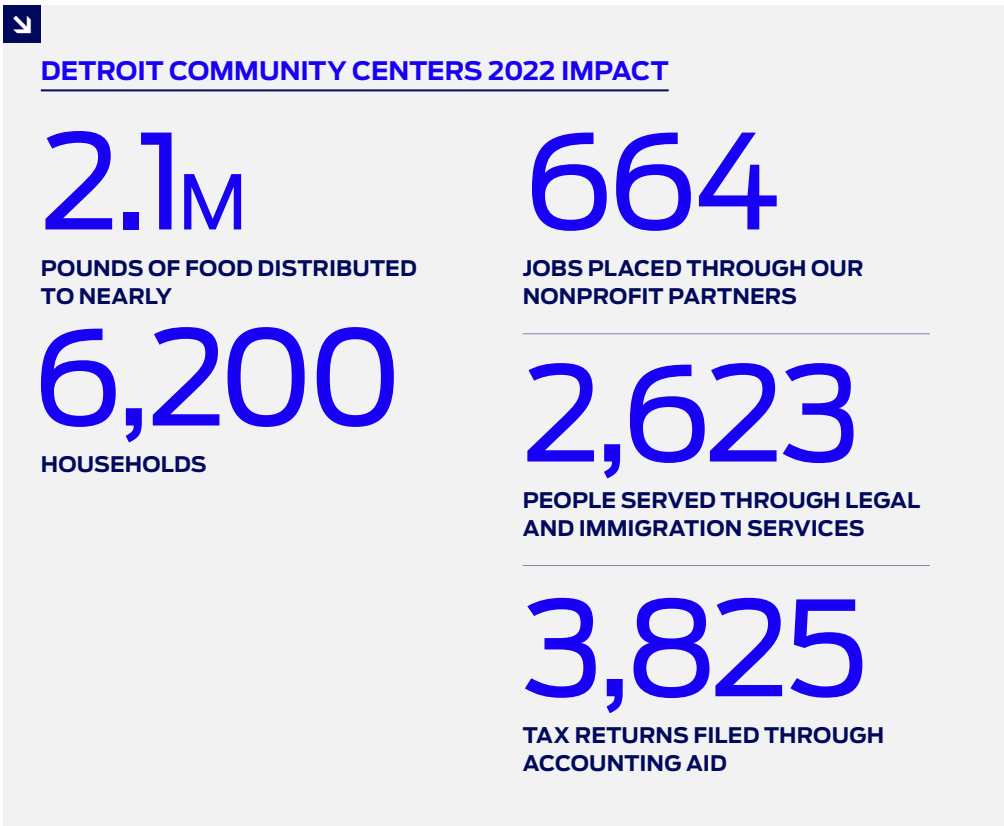 DETROIT COMMUNITY CENTERS 2022 IMPACT
2.1M
POUNDS OF FOOD DISTRIBUTED
TO NEARLY
6,200
HOUSEHOLDS
664
JOBS PLACED THROUGH OUR
NONPROFIT PARTNERS
2,623
PEOPLE SERVED THROUGH LEGAL
AND IMMIGRATION SERVICES
3,825
TAX RETURNS FILED THROUGH
ACCOUNTING AID